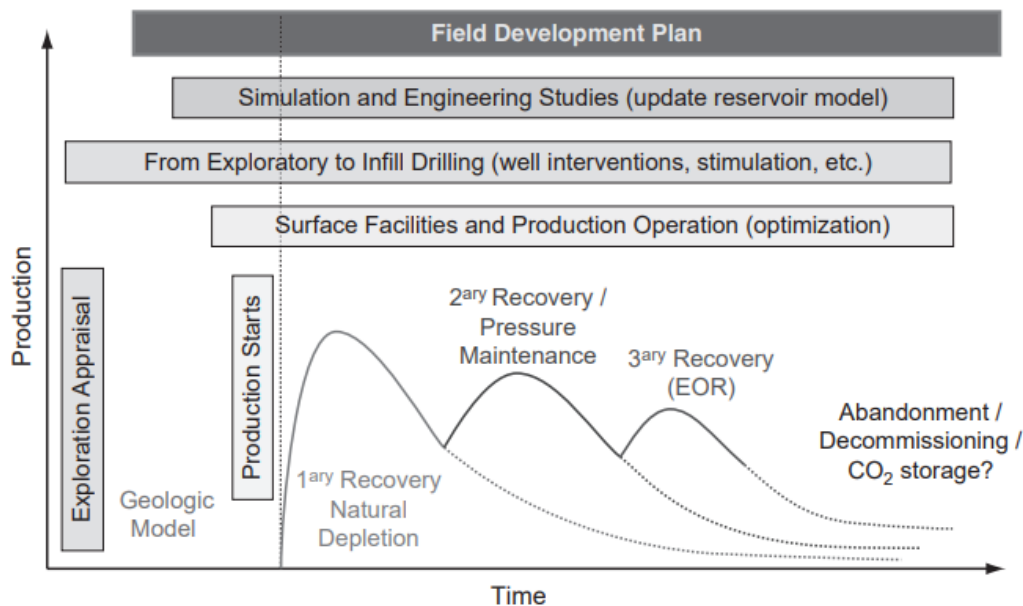 Field Development Plan
Simulation and Engineering Studies (update reservoir model)
From Exploratory to Infill Drilling (well interventions, stimulation, etc.)
Surface Facilities and Production Operation (optimization)
Production
Exploration Appraisal
Geologic
Model
Production Starts
1ary Recovery
Natural
Depletion
2ary Recovery /
Pressure
Maintenance
3ary Recovery
(EOR)
Abandonment /
Decommissioning /
CO2 storage?
Time